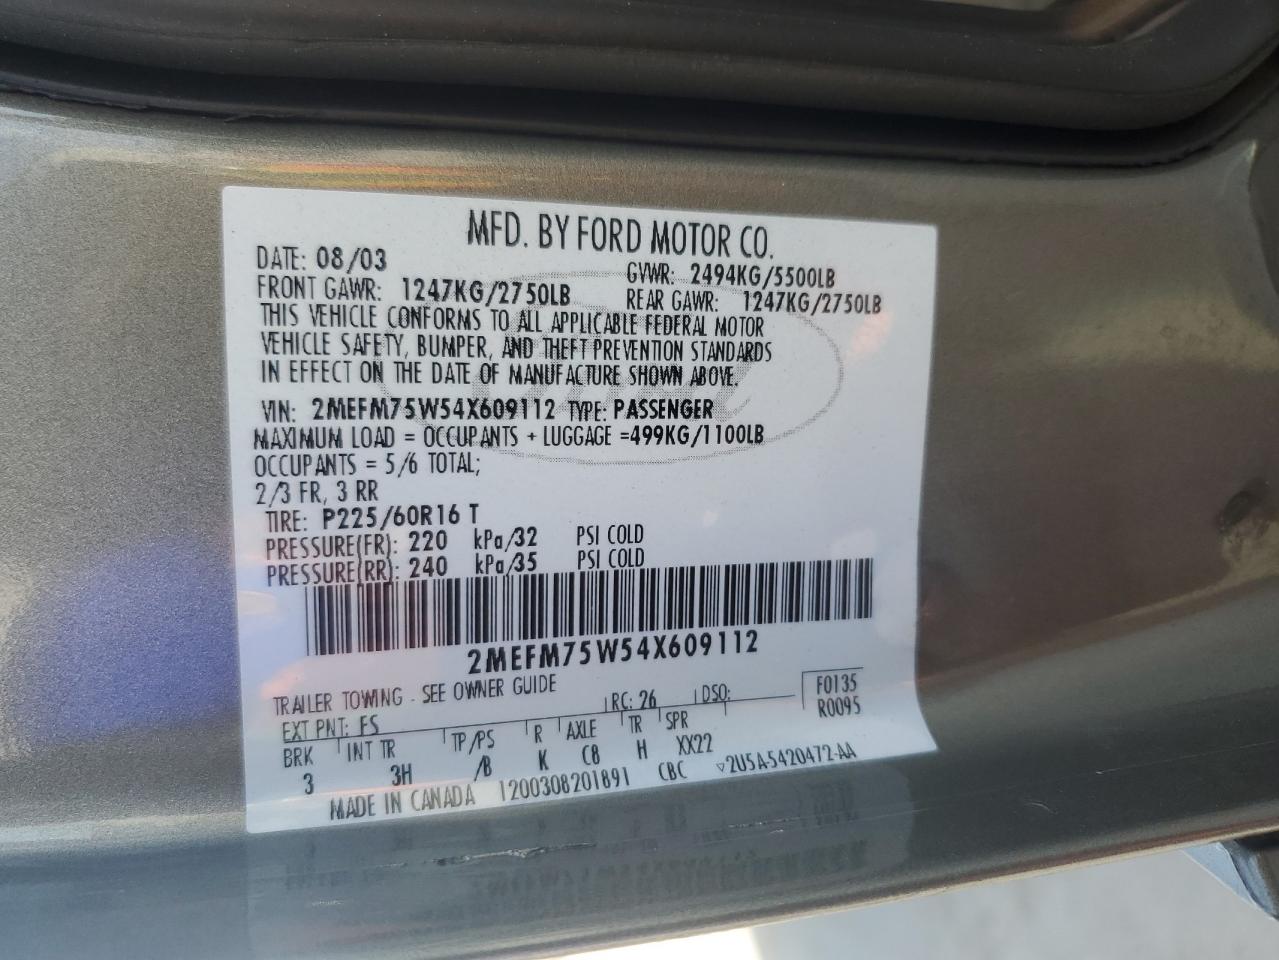 MFD. BY FORD MOTOR CO.
DATE: 08/03 GVWR: 2494KG/5500LB
FRONT GAWR: 1247KG/2750LB REAR GAWR: 1247KG/2750LB
THIS VEHICLE CONFORMS TO ALL APPLICABLE FEDERAL MOTOR
VEHICLE SAFETY, BUMPER, AND THEFT PREVENTION STANDARDS
IN EFFECT ON THE DATE OF MANUFACTURE SHOWN ABOVE.
VIN: 2MEFM75W54X609112 TYPE: PASSENGER
MAXIMUM LOAD = OCCUPANTS + LUGGAGE =499KG/1100LB
OCCUPANTS = 5/6 TOTAL;
2/3 FR, 3 RR
TIRE: P225/60R16 T
PRESSURE(FR): 220 kPa/32 PSI COLD
PRESSURE(RR): 240 kPa/35 PSI COLD
2MEFM75W54X609112
TRAILER TOWING - SEE OWNER GUIDE
EXT PNT: FS RC: 26 DSO: F0135
R0095
BRK INT TR TP/PS R AXLE TR SPR
3 3H /B K C8 H XX22
MADE IN CANADA 1200308201891 CBC ▽2U5A-5420472-AA